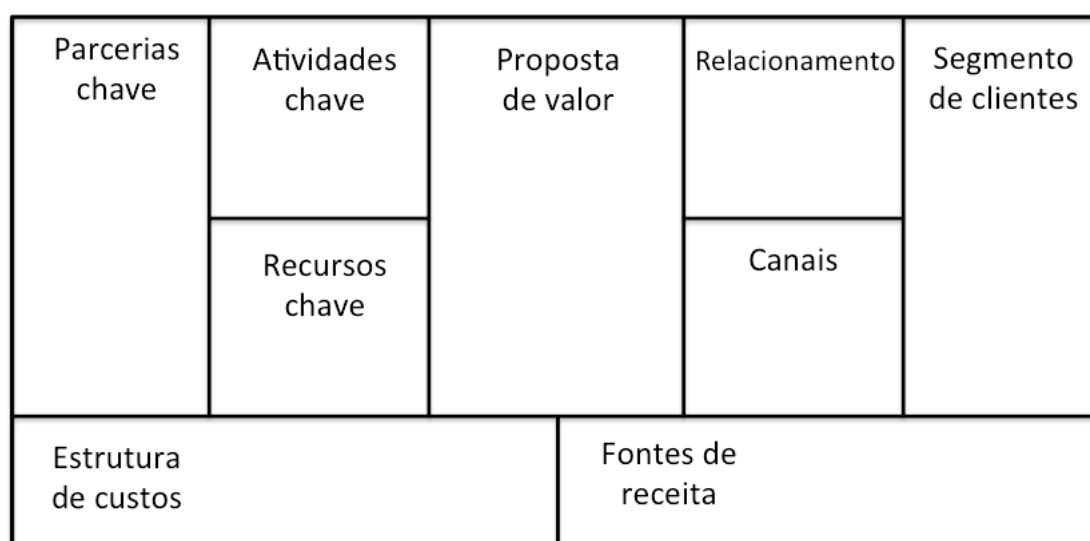 Parcerias
chave
Atividades
chave
Proposta
de valor
Relacionamento
Segmento
de clientes
Recursos
chave
Canais
Estrutura
de custos
Fontes de
receita